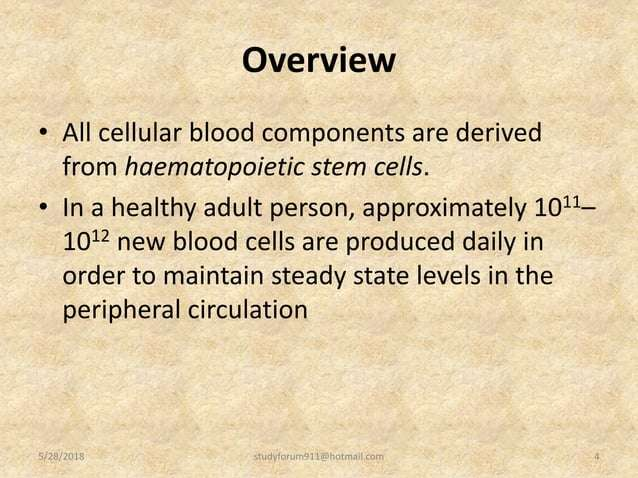 Overview
• All cellular blood components are derived
from haematopoietic stem cells.
• In a healthy adult person, approximately 10¹¹–
10¹² new blood cells are produced daily in
order to maintain steady state levels in the
peripheral circulation
5/28/2018 studyforum911@hotmail.com 4